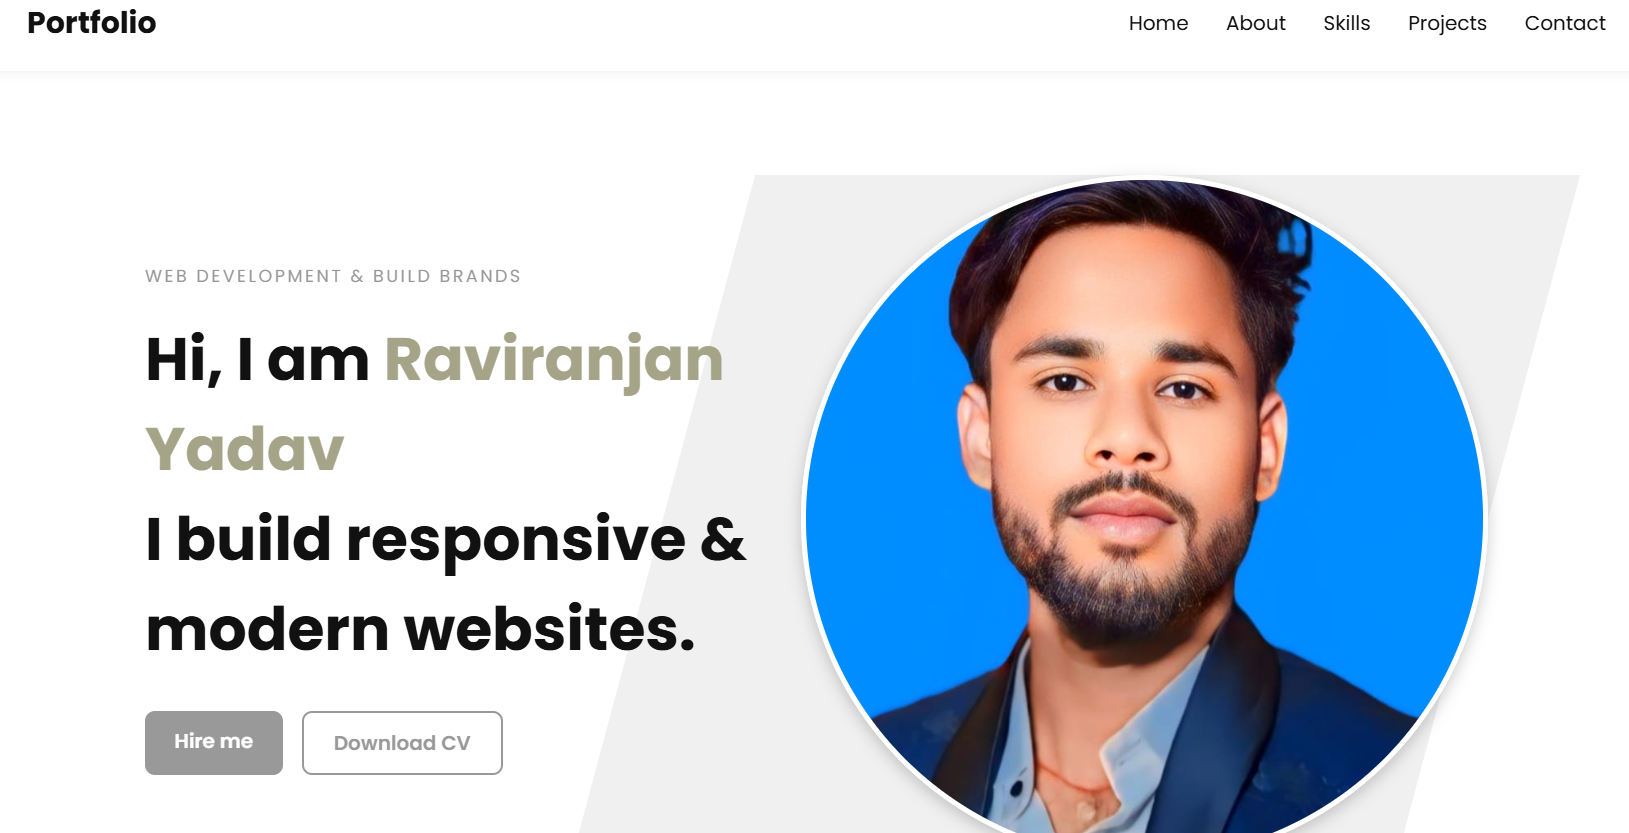 Portfolio
Home About Skills Projects Contact
WEB DEVELOPMENT & BUILD BRANDS
Hi, I am Raviranjan
Yadav
I build responsive &
modern websites.
Hire me
Download CV